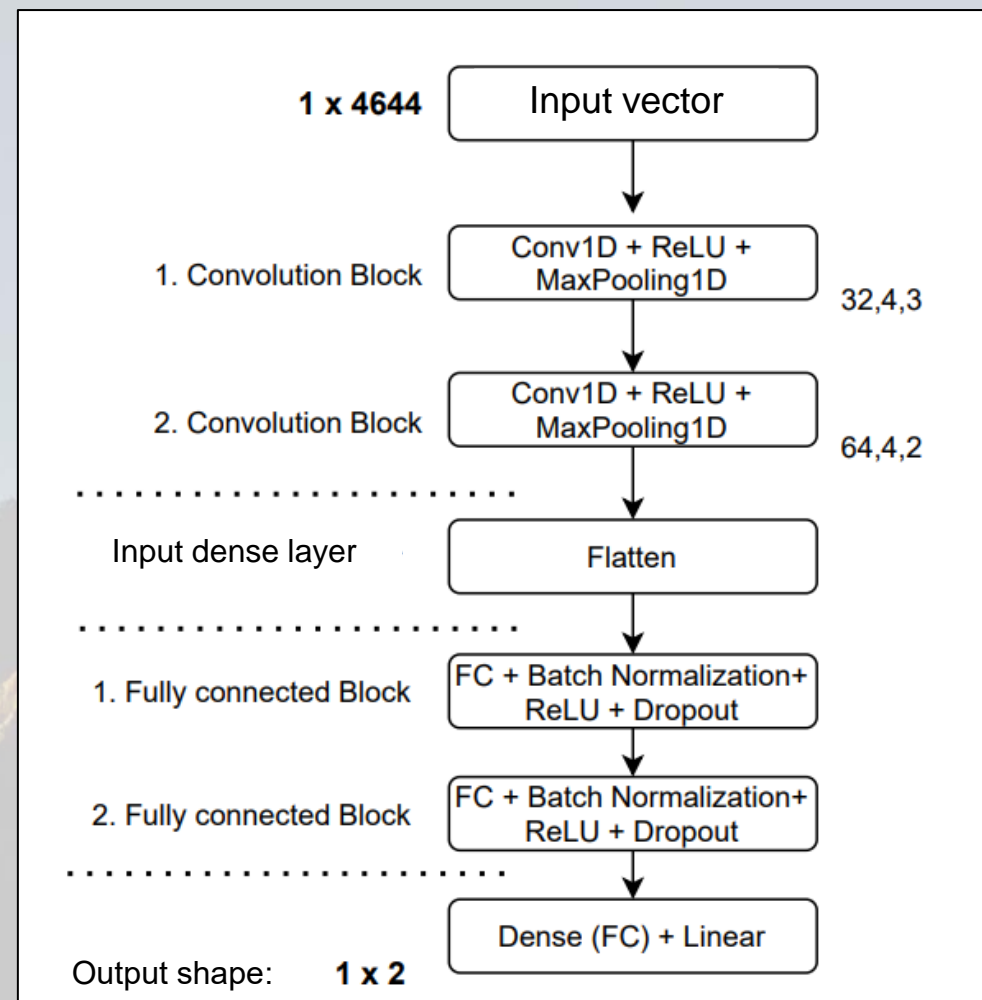 1 x 4644
Input vector
1. Convolution Block
Conv1D + ReLU +
MaxPooling1D
32,4,3
2. Convolution Block
Conv1D + ReLU +
MaxPooling1D
64,4,2
Input dense layer
Flatten
1. Fully connected Block
FC + Batch Normalization+
ReLU + Dropout
2. Fully connected Block
FC + Batch Normalization+
ReLU + Dropout
Dense (FC) + Linear
Output shape: 1 x 2